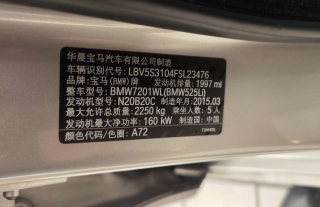 华晨宝马汽车有限公司制造
车辆识别代号: LBV5S3104FSL23476
品牌: 宝马(BMW)牌 发动机排量: 1997 ml
整车型号: BMW7201WL(BMW525Li)
发动机型号: N20B20C 制造年月: 2015.03
最大允许总质量: 2250 kg 乘坐人数: 5 人
发动机最大净功率: 160 kW 制造国: 中国
颜色代码/色圈: A72